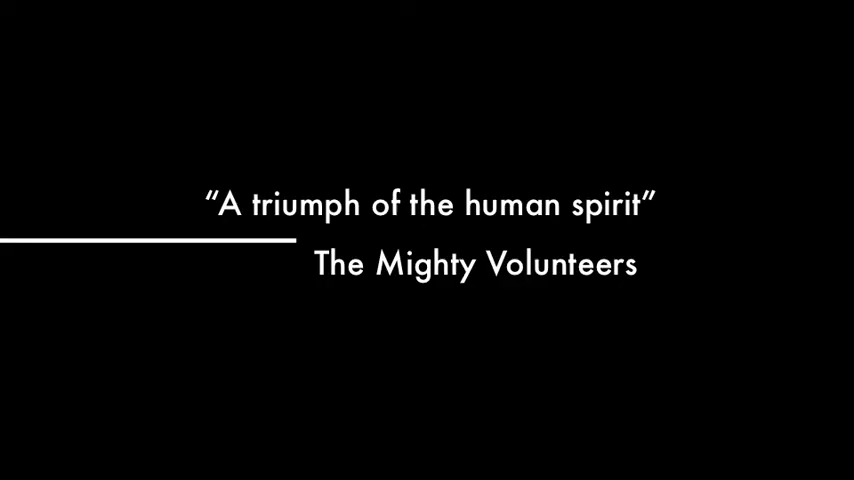 “A triumph of the human spirit”
The Mighty Volunteers